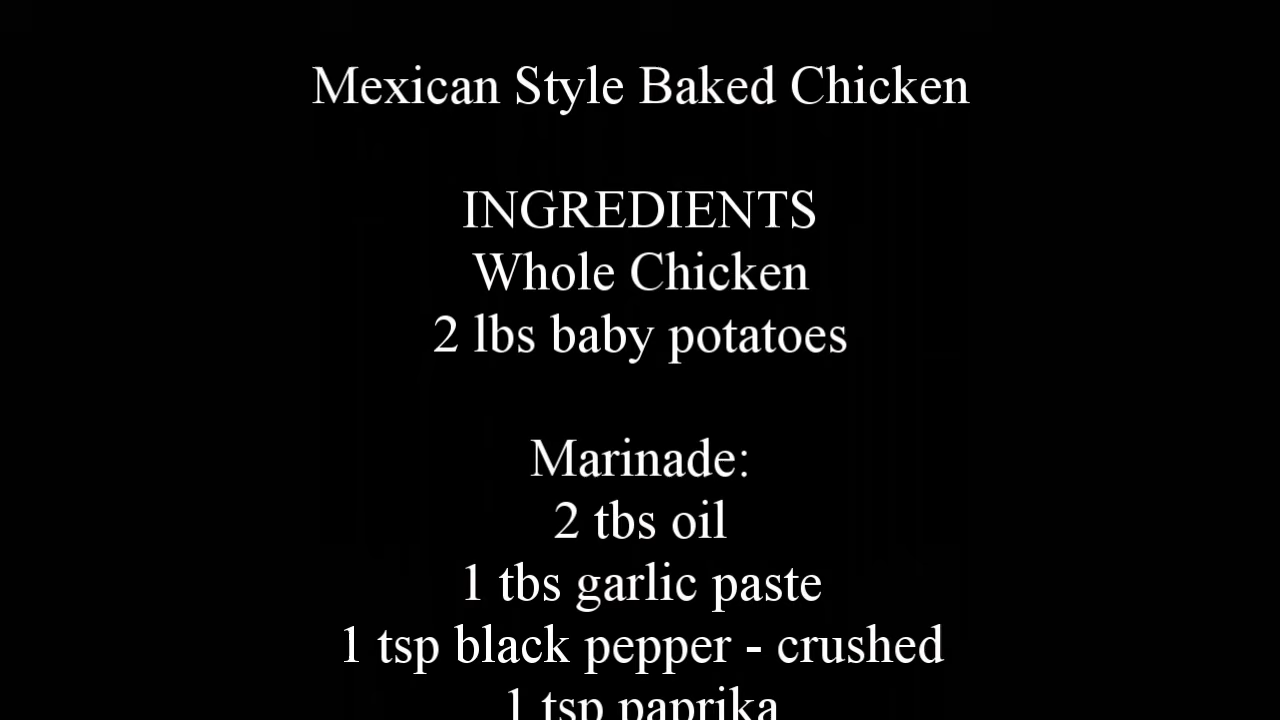 Mexican Style Baked Chicken
INGREDIENTS
Whole Chicken
2 lbs baby potatoes
Marinade:
2 tbs oil
1 tbs garlic paste
1 tsp black pepper - crushed
1 tsp paprika